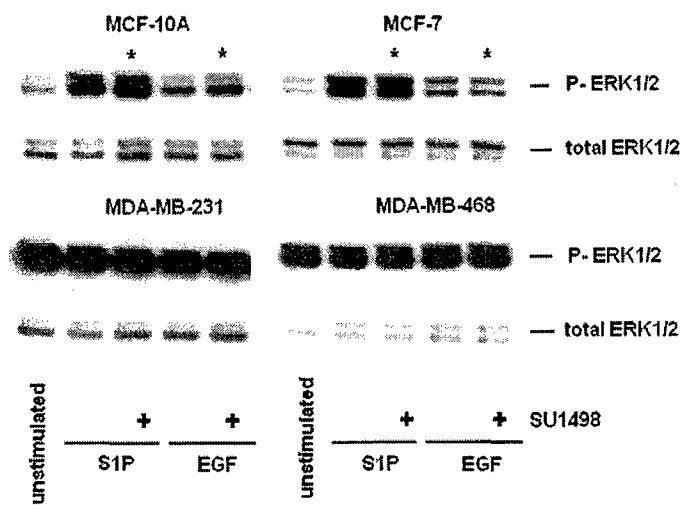 MCF-10A MCF-7
* * * *
— P- ERK1/2
— total ERK1/2
MDA-MB-231 MDA-MB-468
— P- ERK1/2
— total ERK1/2
unstimulated + + unstimulated + + SU1498
S1P EGF S1P EGF